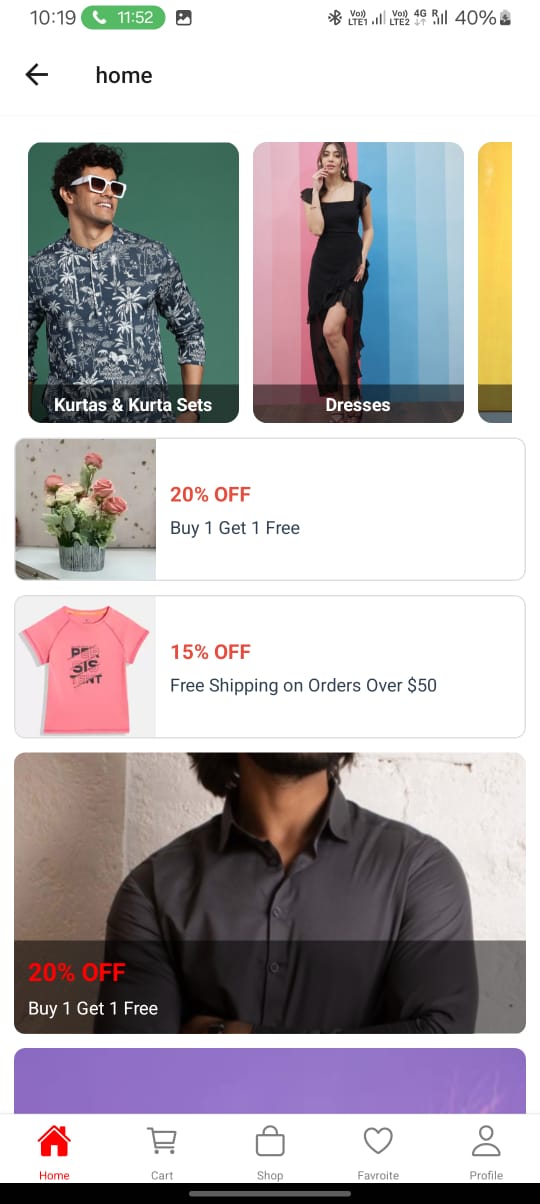 10:19 11:52 Vo) LTE1 Vo) LTE2 4G R 40%
home
Kurtas & Kurta Sets
Dresses
20% OFF
Buy 1 Get 1 Free
15% OFF
Free Shipping on Orders Over $50
PER
SIS
TENT
20% OFF
Buy 1 Get 1 Free
Home Cart Shop Favroite Profile